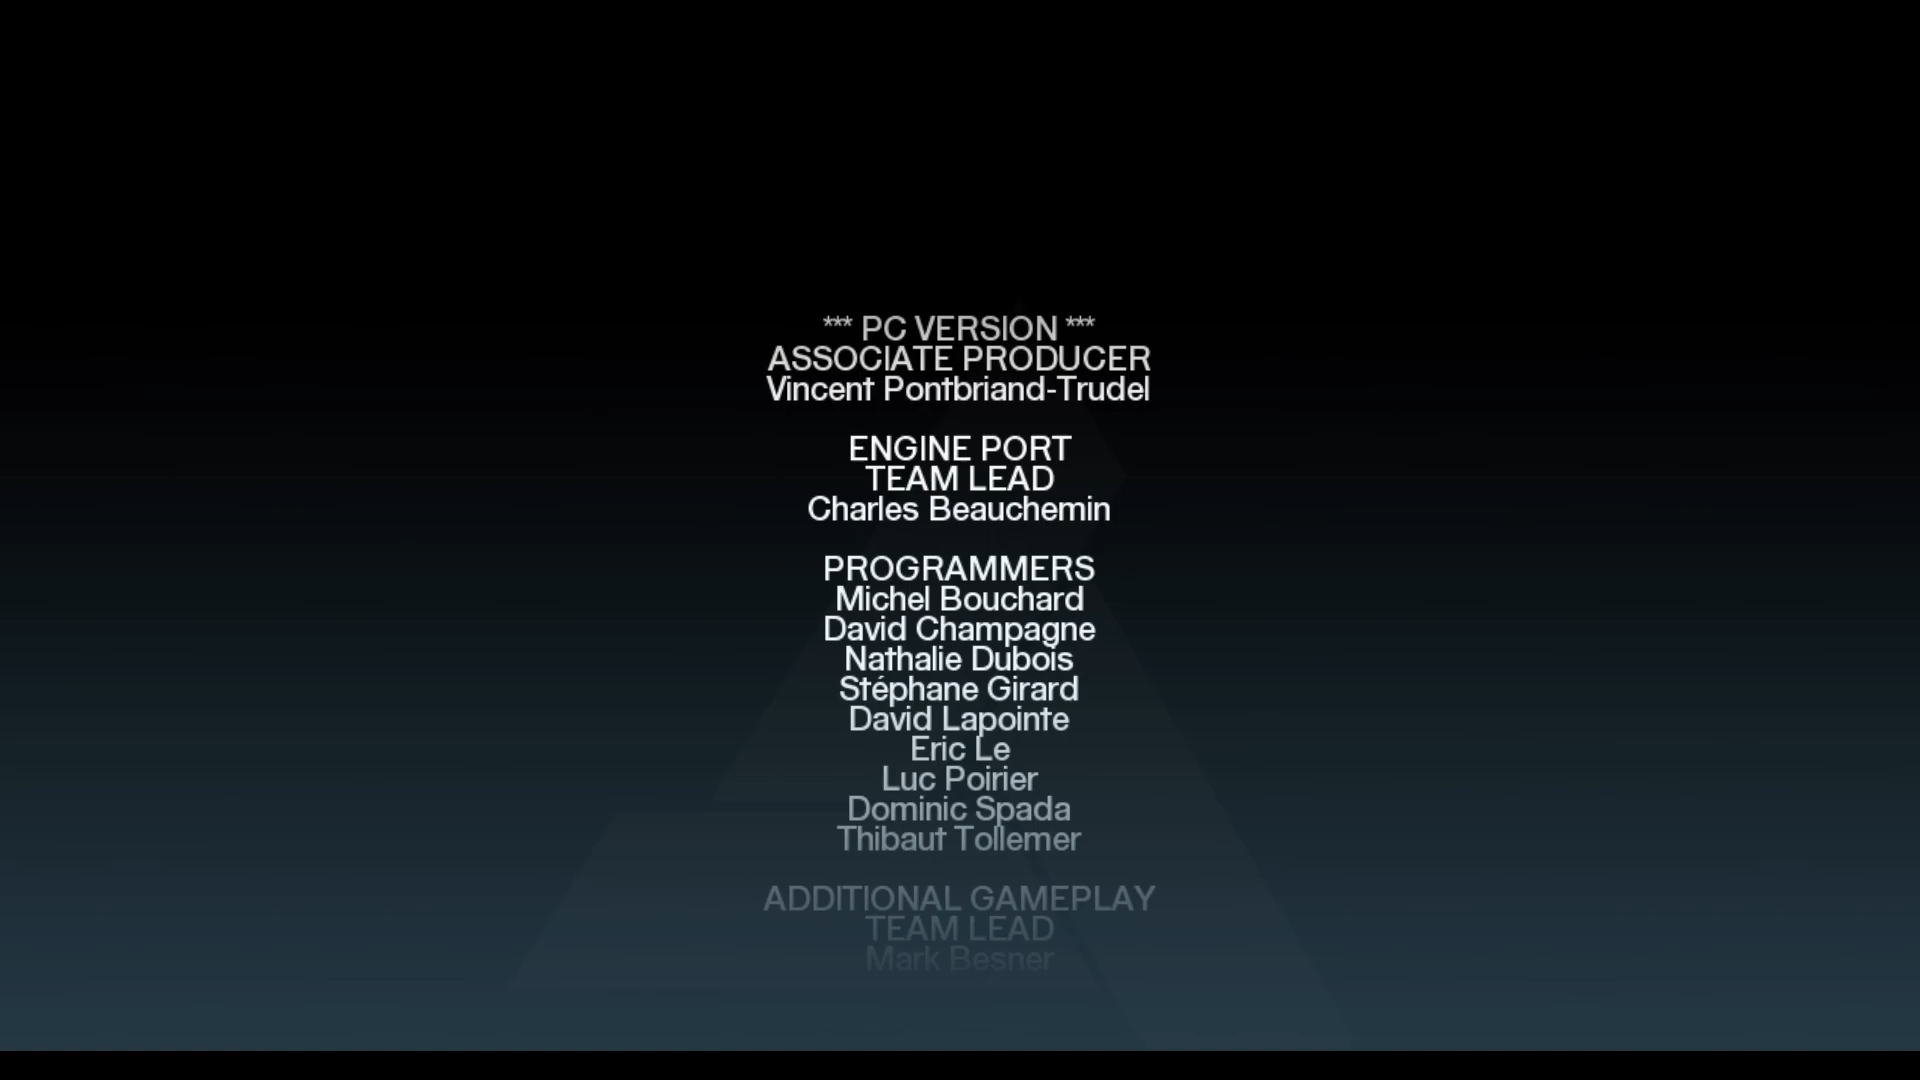 *** PC VERSION ***
ASSOCIATE PRODUCER
Vincent Pontbriand-Trudel
ENGINE PORT
TEAM LEAD
Charles Beauchemin
PROGRAMMERS
Michel Bouchard
David Champagne
Nathalie Dubois
Stéphane Girard
David Lapointe
Eric Le
Luc Poirier
Dominic Spada
Thibaut Tollemer
ADDITIONAL GAMEPLAY
TEAM LEAD
Mark Besner